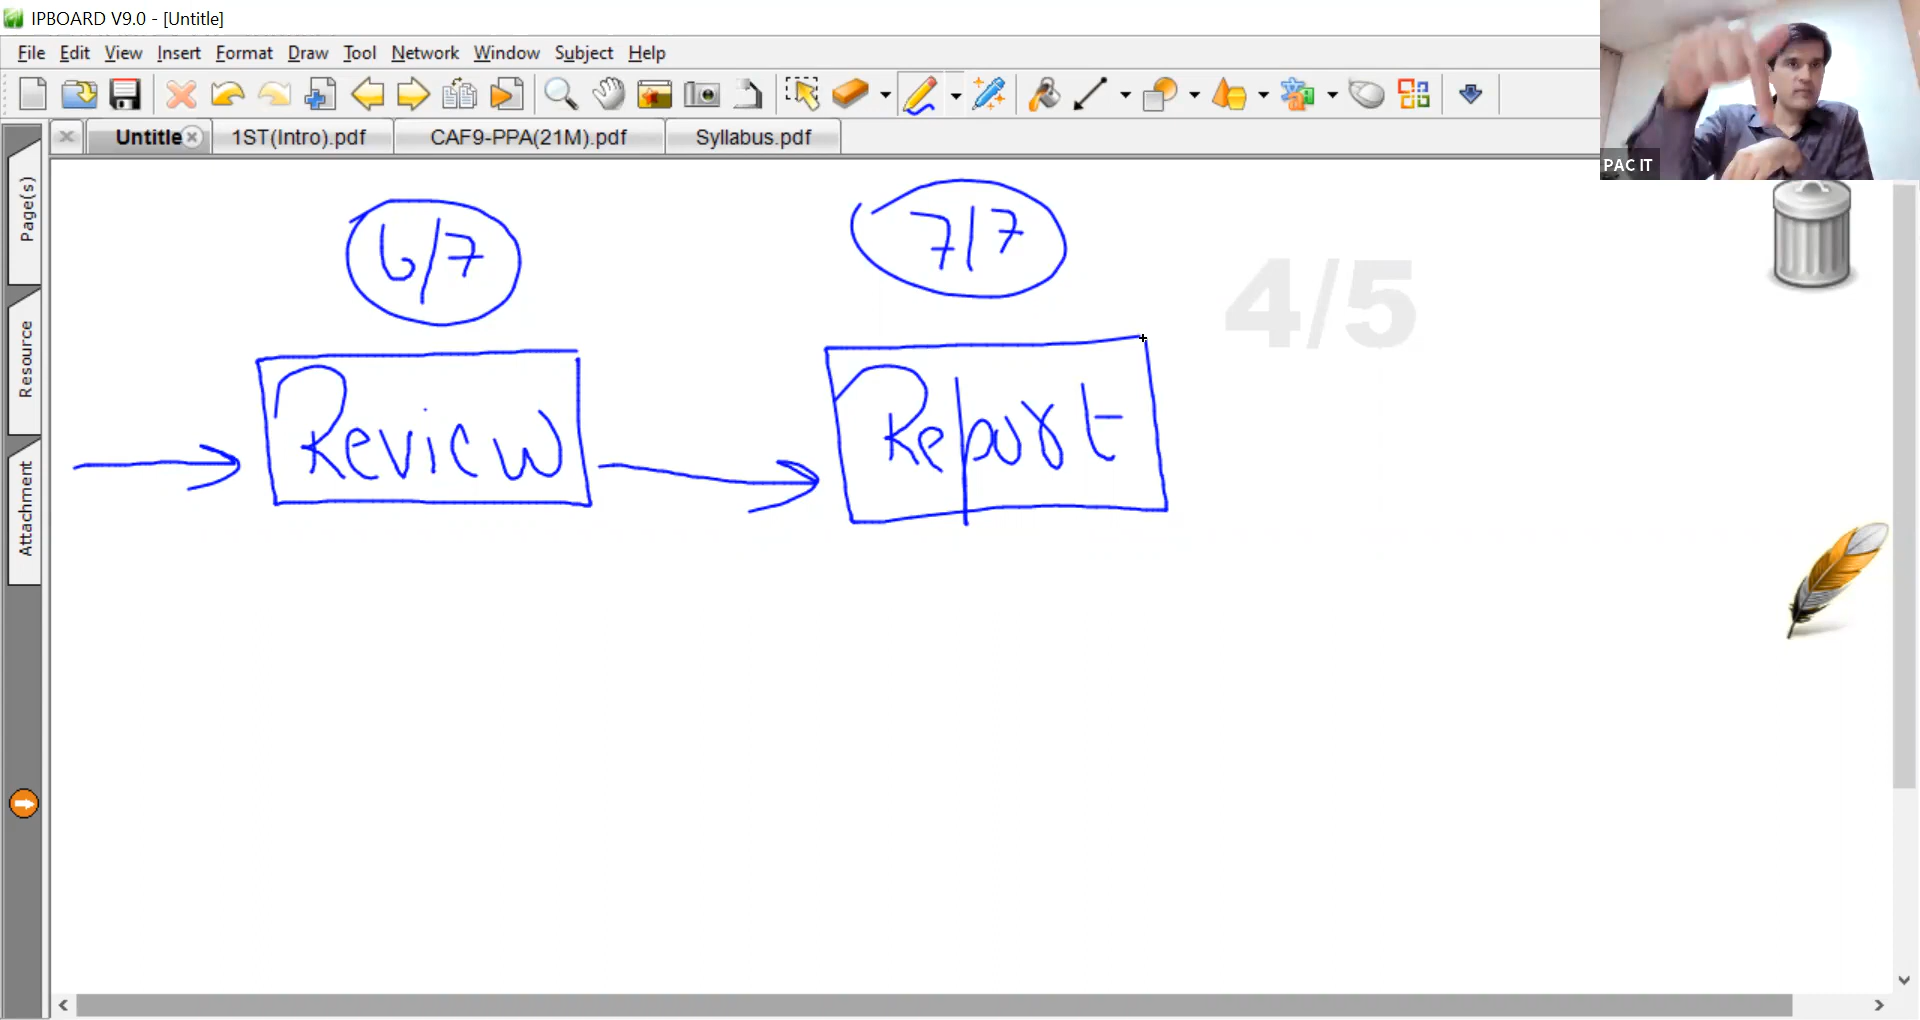 IPBOARD V9.0 - [Untitle]
File Edit View Insert Format Draw Tool Network Window Subject Help
Untitle 1ST(Intro).pdf CAF9-PPA(21M).pdf Syllabus.pdf
PAC IT
Page(s)
Resource
Attachment
6/7 7/7
4/5
Review Report